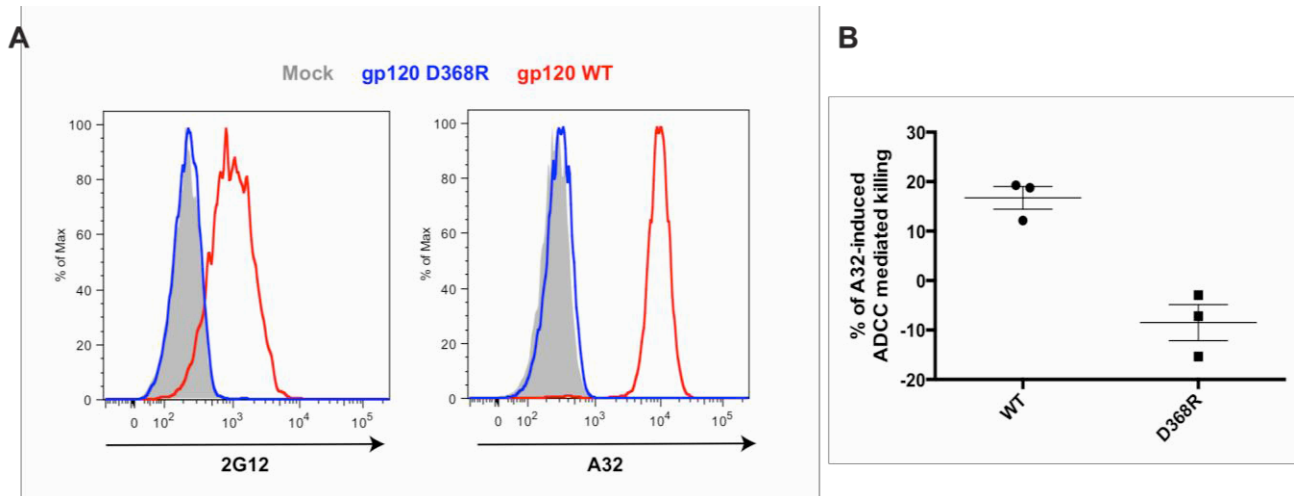 A
B
Mock gp120 D368R gp120 WT
% of Max
100
80
60
40
20
0
0 10² 10³ 10⁴ 10⁵
2G12
% of Max
100
80
60
40
20
0
0 10² 10³ 10⁴ 10⁵
A32
% of A32-induced
ADCC mediated killing
30
20
10
0
-10
-20
WT
D368R